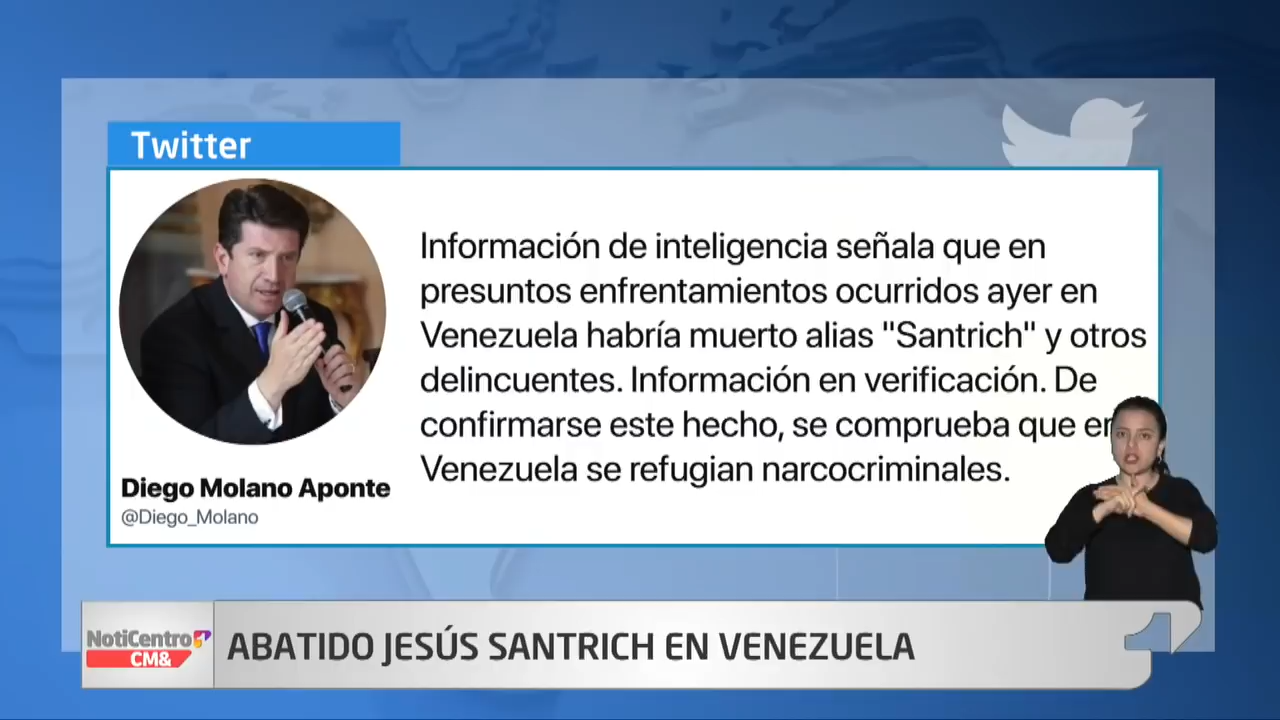 Twitter
Información de inteligencia señala que en
presuntos enfrentamientos ocurridos ayer en
Venezuela habría muerto alias "Santrich" y otros
delincuentes. Información en verificación. De
confirmarse este hecho, se comprueba que en
Venezuela se refugian narcocriminales.
Diego Molano Aponte
@Diego_Molano
NotiCentro 1
CM&
ABATIDO JESÚS SANTRICH EN VENEZUELA
1